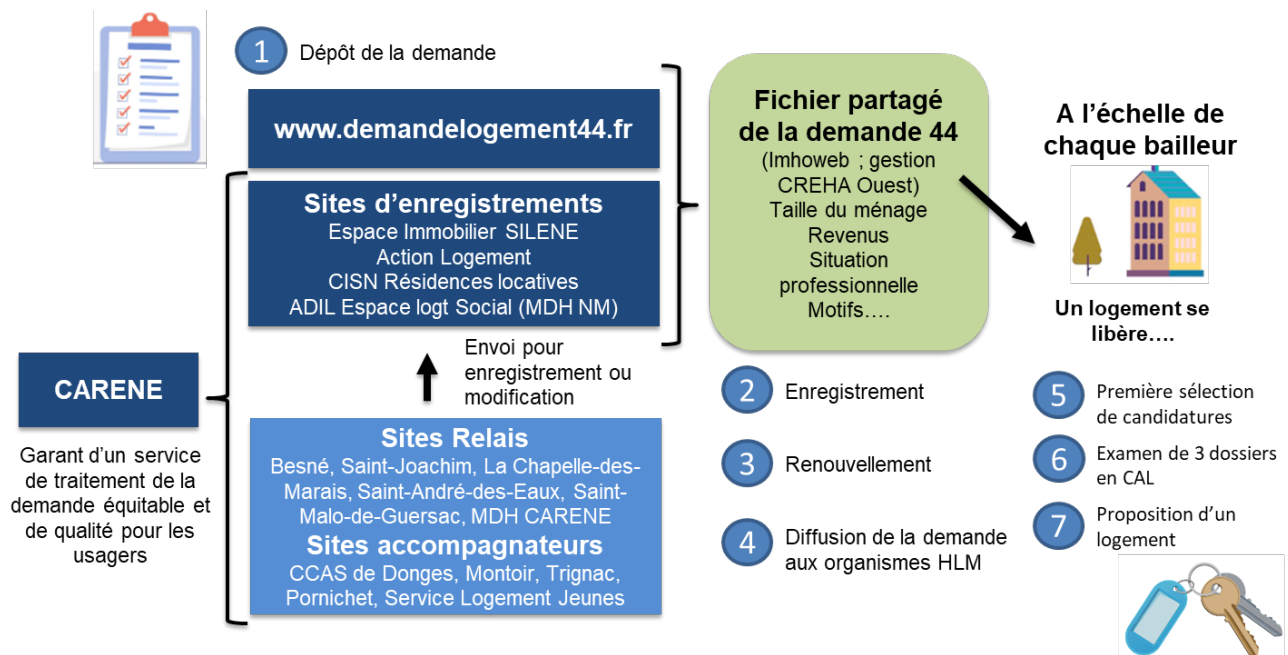 1 Dépôt de la demande
www.demandelogement44.fr
Sites d’enregistrements
Espace Immobilier SILENE
Action Logement
CISN Résidences locatives
ADIL Espace logt Social (MDH NM)
Envoi pour
enregistrement ou
modification
CARENE
Garant d’un service
de traitement de la
demande équitable et
de qualité pour les
usagers
Sites Relais
Besné, Saint-Joachim, La Chapelle-des-
Marais, Saint-André-des-Eaux, Saint-
Malo-de-Guersac, MDH CARENE
Sites accompagnateurs
CCAS de Donges, Montoir, Trignac,
Pornichet, Service Logement Jeunes
Fichier partagé
de la demande 44
(Imhoweb ; gestion
CREHA Ouest)
Taille du ménage
Revenus
Situation
professionnelle
Motifs….
2 Enregistrement
3 Renouvellement
4 Diffusion de la demande
aux organismes HLM
A l’échelle de
chaque bailleur
Un logement se
libère….
5 Première sélection
de candidatures
6 Examen de 3 dossiers
en CAL
7 Proposition d’un
logement